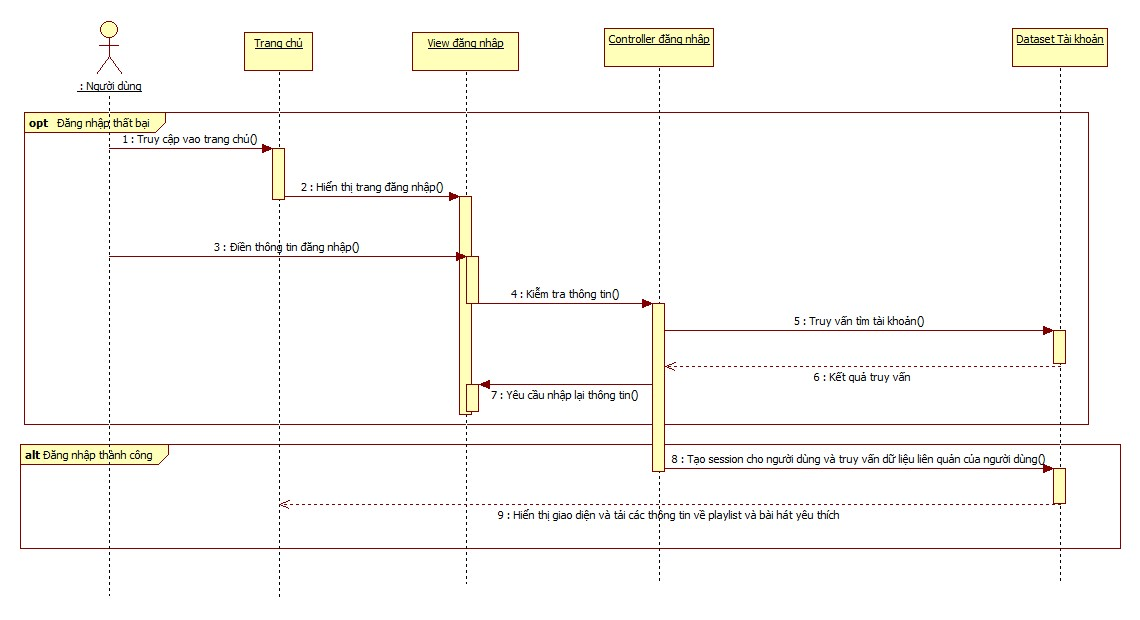 : Người dùng
Trang chủ
View đăng nhập
Controller đăng nhập
Dataset Tài khoản
opt Đăng nhập thất bại
1 : Truy cập vao trang chủ()
2 : Hiển thị trang đăng nhập()
3 : Điền thông tin đăng nhập()
4 : Kiểm tra thông tin()
5 : Truy vấn tìm tài khoản()
6 : Kết quả truy vấn
7 : Yêu cầu nhập lại thông tin()
alt Đăng nhập thành công
8 : Tạo session cho người dùng và truy vấn dữ liệu liên quản của người dùng()
9 : Hiển thị giao diện và tải các thông tin về playlist và bài hát yêu thích